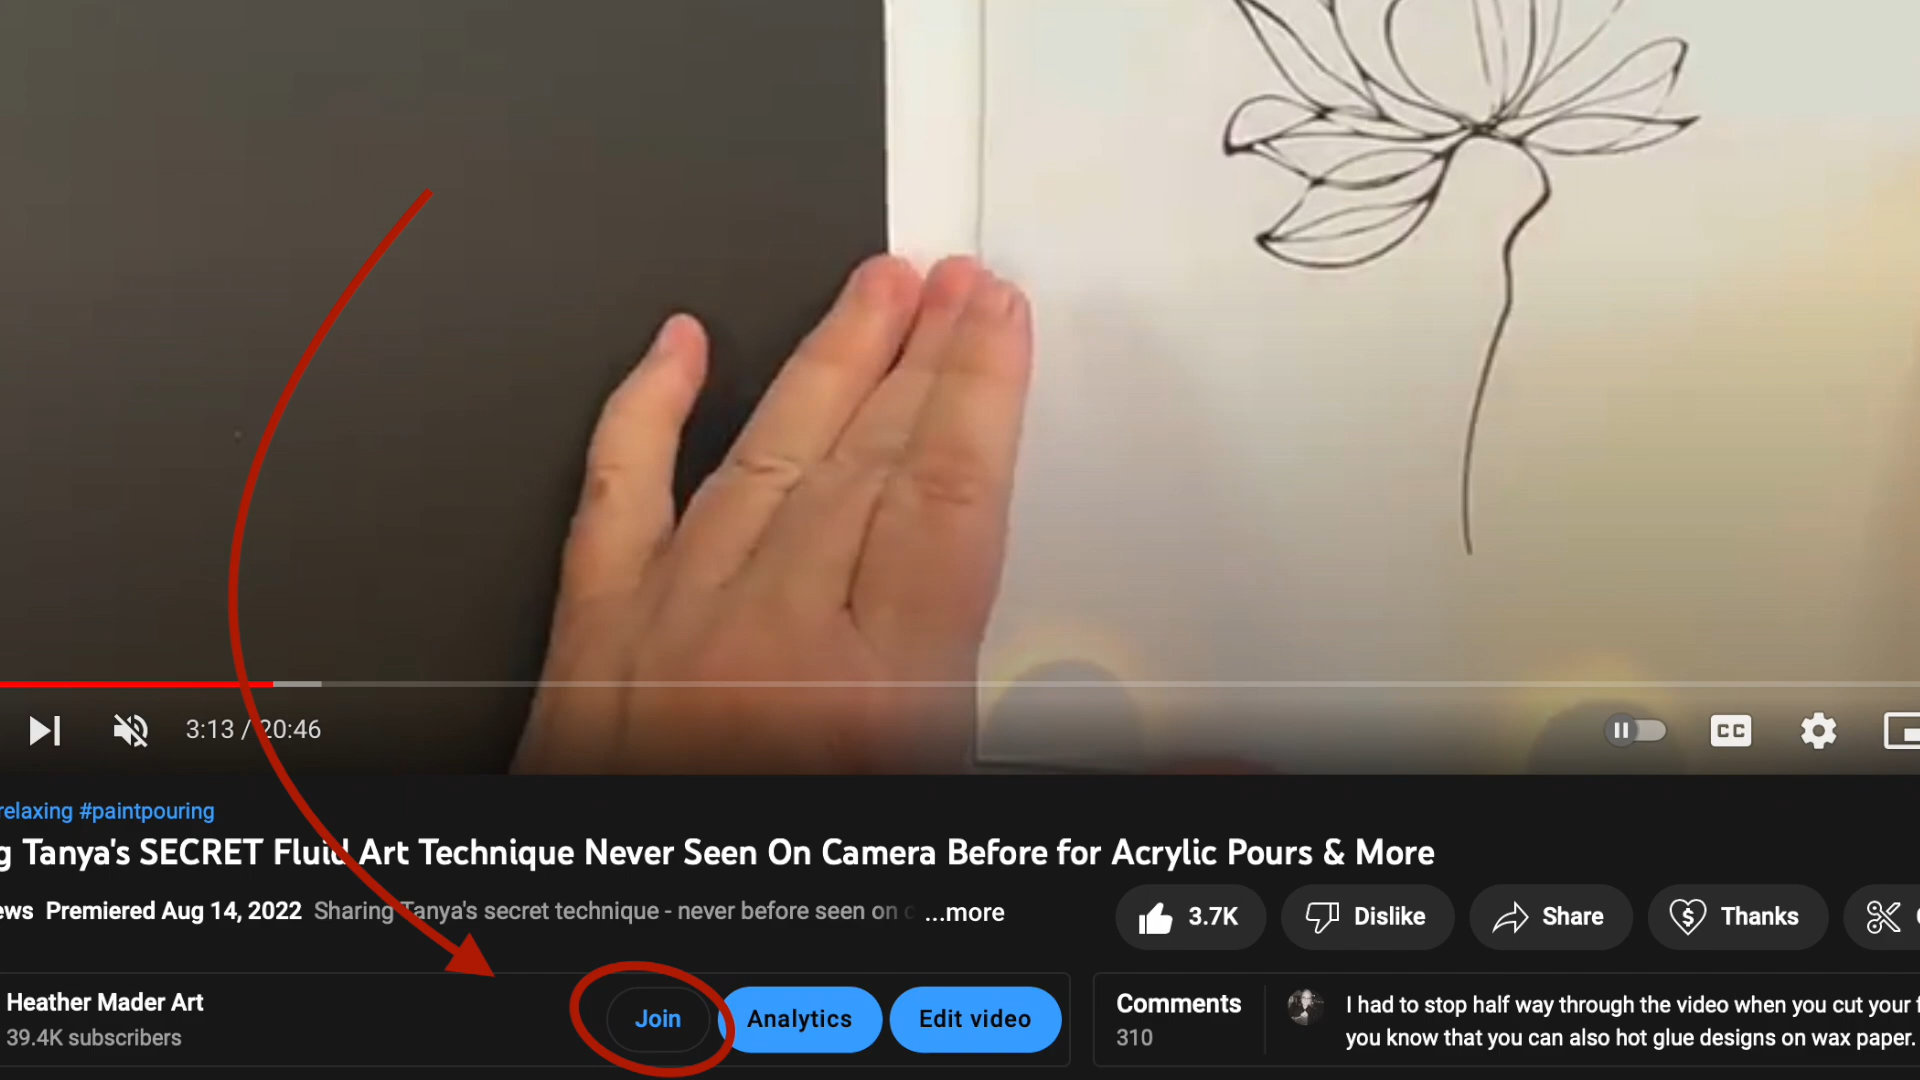 3:13 / 20:46
CC
#paintpouring
Tanya's SECRET Fluid Art Technique Never Seen On Camera Before for Acrylic Pours & More
Premiered Aug 14, 2022 Sharing Tanya's secret technique - never before seen on ...more
3.7K
Dislike
Share
Thanks
Heather Mader Art
39.4K subscribers
Join
Analytics
Edit video
Comments
310
I had to stop half way through the video when you cut your
you know that you can also hot glue designs on wax paper.